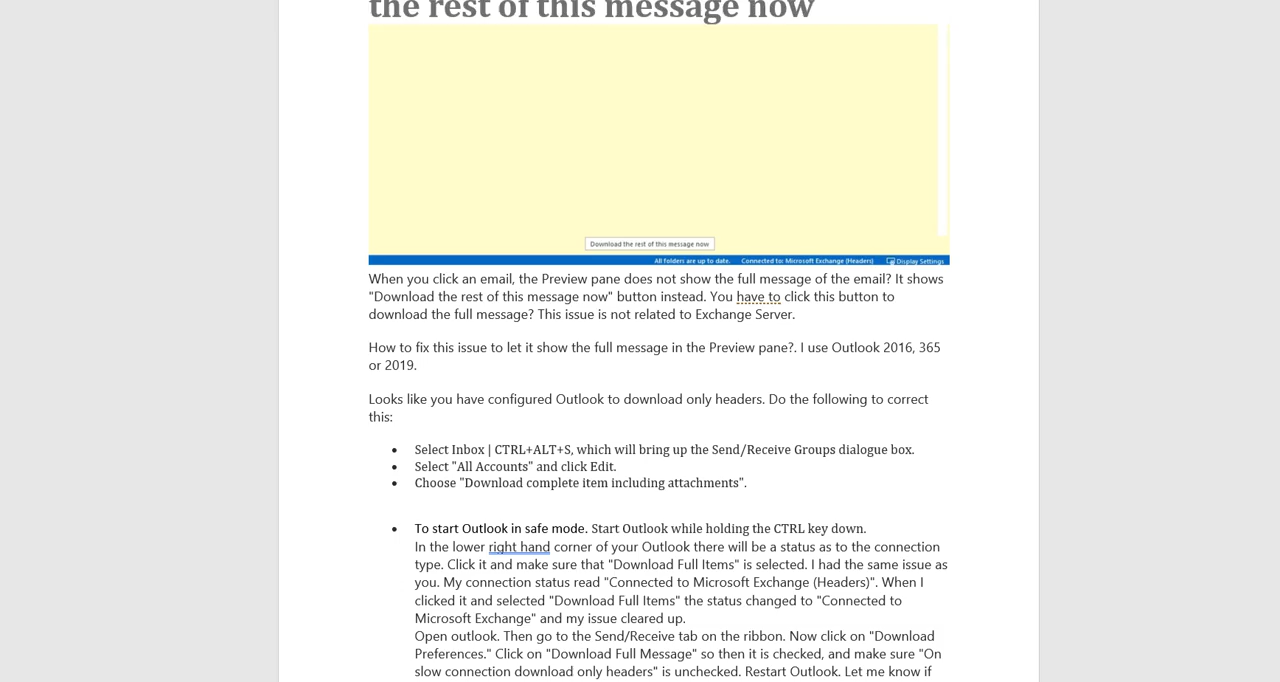 the rest of this message now
Download the rest of this message now
All folders are up to date. Connected to: Microsoft Exchange (Headers) Display Settings
When you click an email, the Preview pane does not show the full message of the email? It shows
"Download the rest of this message now" button instead. You have to click this button to
download the full message? This issue is not related to Exchange Server.
How to fix this issue to let it show the full message in the Preview pane?. I use Outlook 2016, 365
or 2019.
Looks like you have configured Outlook to download only headers. Do the following to correct
this:
• Select Inbox | CTRL+ALT+S, which will bring up the Send/Receive Groups dialogue box.
• Select "All Accounts" and click Edit.
• Choose "Download complete item including attachments".
• To start Outlook in safe mode. Start Outlook while holding the CTRL key down.
In the lower right hand corner of your Outlook there will be a status as to the connection
type. Click it and make sure that "Download Full Items" is selected. I had the same issue as
you. My connection status read "Connected to Microsoft Exchange (Headers)". When I
clicked it and selected "Download Full Items" the status changed to "Connected to
Microsoft Exchange" and my issue cleared up.
Open outlook. Then go to the Send/Receive tab on the ribbon. Now click on "Download
Preferences." Click on "Download Full Message" so then it is checked, and make sure "On
slow connection download only headers" is unchecked. Restart Outlook. Let me know if